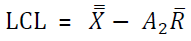 LCL = X̿ − A₂R̅